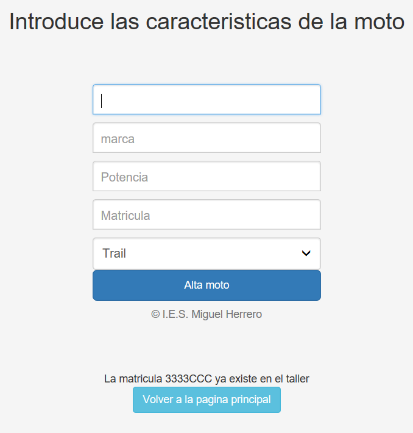 Introduce las caracteristicas de la moto
marca
Potencia
Matricula
Trail
Alta moto
© I.E.S. Miguel Herrero
La matricula 3333CCC ya existe en el taller
Volver a la pagina principal